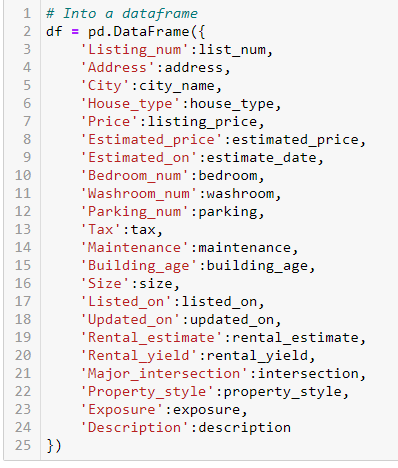 1 # Into a dataframe
2 df = pd.DataFrame({
3 'Listing_num':list_num,
4 'Address':address,
5 'City':city_name,
6 'House_type':house_type,
7 'Price':listing_price,
8 'Estimated_price':estimated_price,
9 'Estimated_on':estimate_date,
10 'Bedroom_num':bedroom,
11 'Washroom_num':washroom,
12 'Parking_num':parking,
13 'Tax':tax,
14 'Maintenance':maintenance,
15 'Building_age':building_age,
16 'Size':size,
17 'Listed_on':listed_on,
18 'Updated_on':updated_on,
19 'Rental_estimate':rental_estimate,
20 'Rental_yield':rental_yield,
21 'Major_intersection':intersection,
22 'Property_style':property_style,
23 'Exposure':exposure,
24 'Description':description
25 })